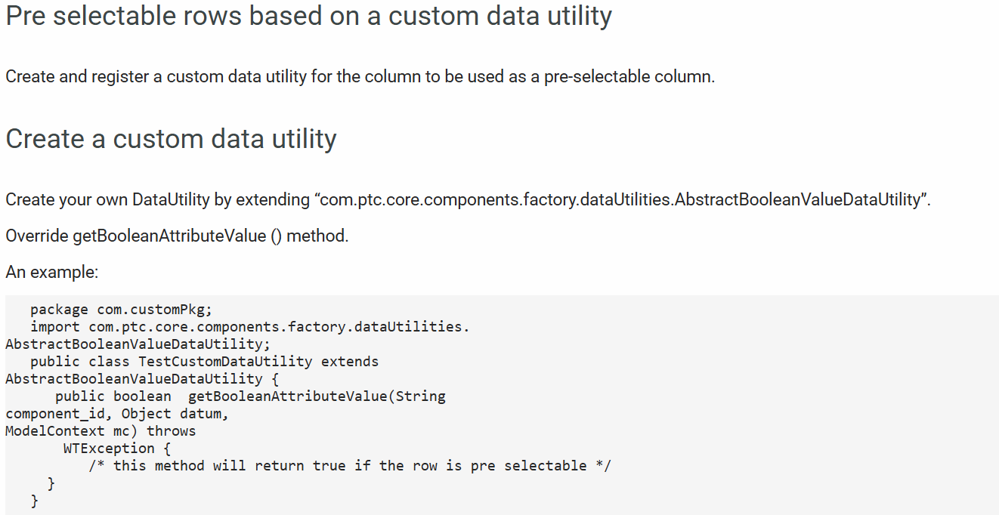 Pre selectable rows based on a custom data utility
Create and register a custom data utility for the column to be used as a pre-selectable column.
Create a custom data utility
Create your own DataUtility by extending “com.ptc.core.components.factory.dataUtilities.AbstractBooleanValueDataUtility”.
Override getBooleanAttributeValue () method.
An example:
package com.customPkg;
import com.ptc.core.components.factory.dataUtilities.
AbstractBooleanValueDataUtility;
public class TestCustomDataUtility extends
AbstractBooleanValueDataUtility {
public boolean  getBooleanAttributeValue(String
component_id, Object datum,
ModelContext mc) throws
WTException {
/* this method will return true if the row is pre selectable */
}
}